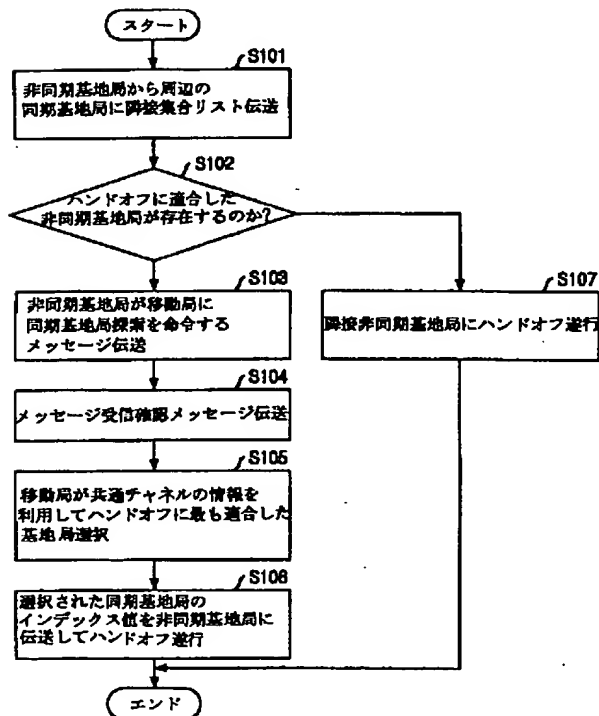 スタート
S101
非同期基地局から周辺の
同期基地局に隣接集合リスト伝送
S102
ハンドオフに適合した
非同期基地局が存在するのか?
S103
非同期基地局が移動局に
同期基地局探索を命令する
メッセージ伝送
S107
隣接非同期基地局にハンドオフ遂行
S104
メッセージ受信確認メッセージ伝送
S105
移動局が共通チャネルの情報を
利用してハンドオフに最も適合した
基地局選択
S106
選択された同期基地局の
インデックス値を非同期基地局に
伝送してハンドオフ遂行
エンド